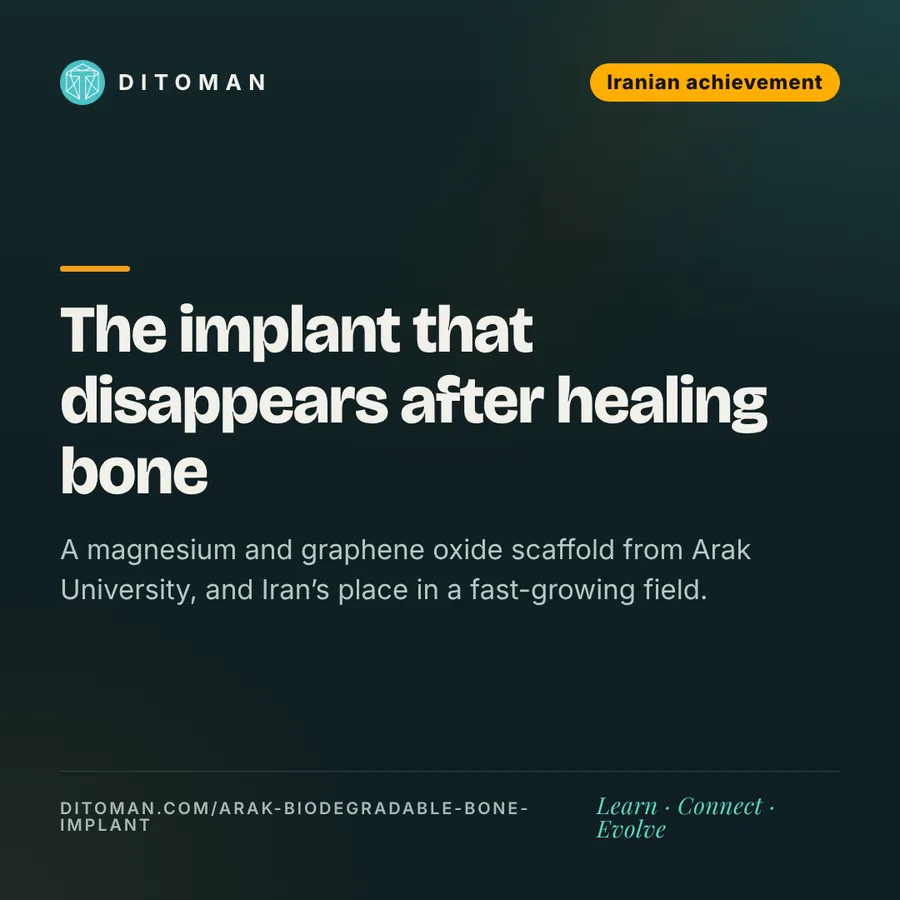 DITOMAN
Iranian achievement
The implant that
disappears after healing
bone
A magnesium and graphene oxide scaffold from Arak
University, and Iran’s place in a fast-growing field.
DITOMAN.COM/ARAK-BIODEGRADABLE-BONE-
IMPLANT
Learn · Connect ·
Evolve